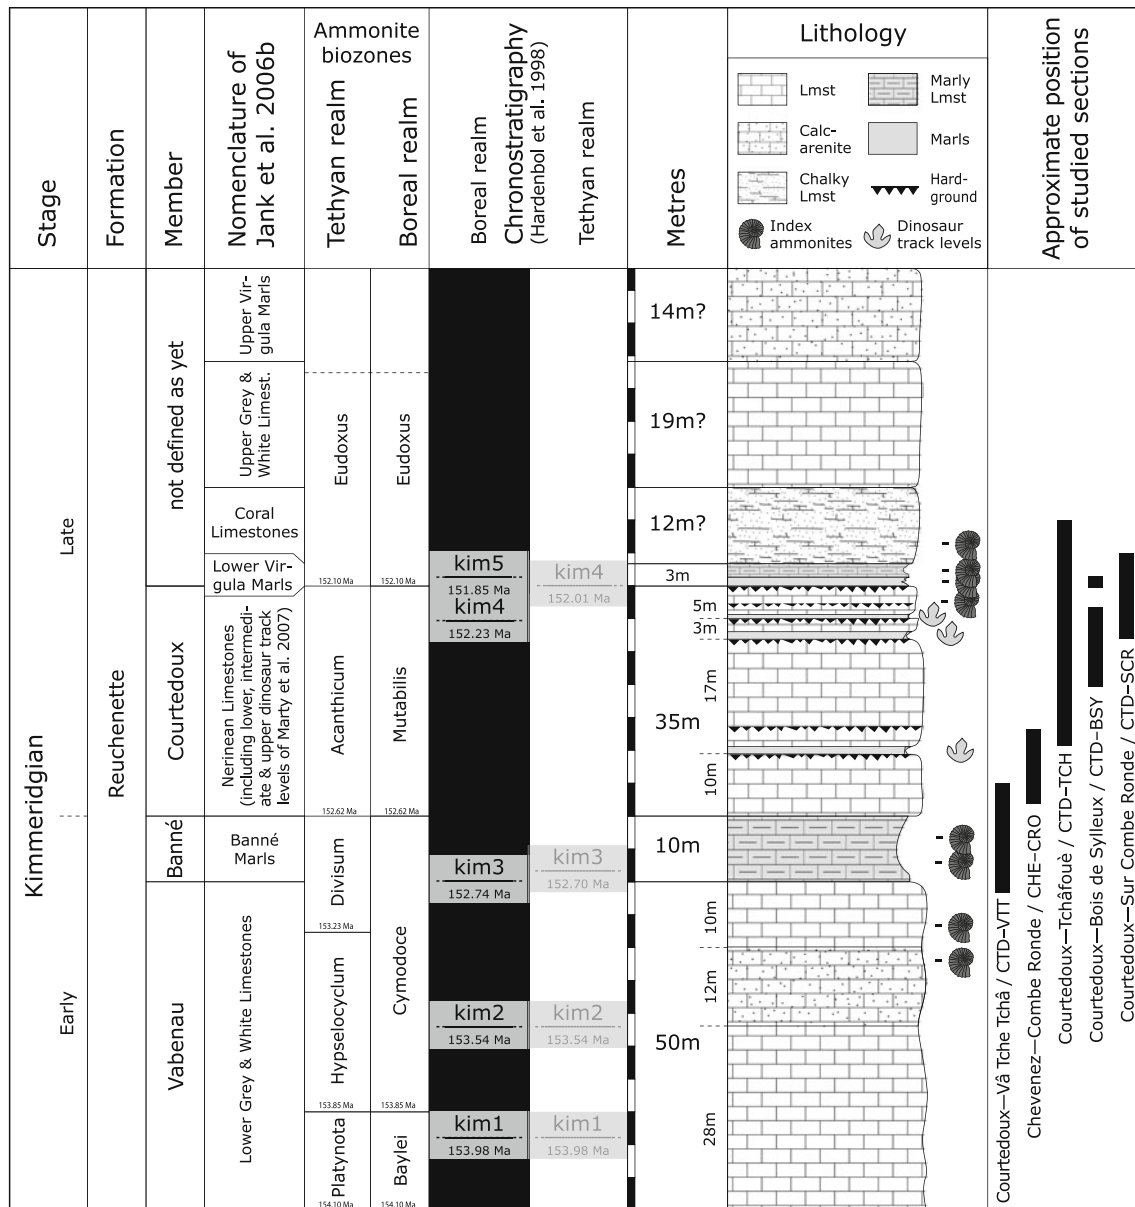 Stage
Formation
Member
Nomenclature of
Jank et al. 2006b
Ammonite
biozones
Tethyan realm
Boreal realm
Boreal realm
Chronostratigraphy
(Hardenbol et al. 1998)
Tethyan realm
Metres
Lithology
Lmst
Marly
Lmst
Calc-
arenite
Marls
Chalky
Lmst
Hard-
ground
Index
ammonites
Dinosaur
track levels
Approximate position
of studied sections
Kimmeridgian
Late
Early
Reuchenette
not defined as yet
Courtedoux
Banné
Vabenau
Upper Vir-
gula Marls
Upper Grey &
White Limest.
Coral
Limestones
Lower Vir-
gula Marls
Nerinean Limestones
(including lower, intermedi-
ate & upper dinosaur track
levels of Marty et al. 2007)
Banné
Marls
Lower Grey & White Limestones
Eudoxus
152.10 Ma
Acanthicum
152.62 Ma
Divisum
153.23 Ma
Hypselocyclum
153.85 Ma
Platynota
154.10 Ma
Eudoxus
152.10 Ma
Mutabilis
152.62 Ma
Cymodoce
153.85 Ma
Baylei
154.10 Ma
kim5
151.85 Ma
kim4
152.23 Ma
kim3
152.74 Ma
kim2
153.54 Ma
kim1
153.98 Ma
kim4
152.01 Ma
kim3
152.70 Ma
kim2
153.54 Ma
kim1
153.98 Ma
14m?
19m?
12m?
3m
5m
3m
17m
35m
10m
10m
10m
12m
50m
28m
Courtedoux—Vâ Tche Tchâ / CTD–VTT
Chevenez—Combe Ronde / CHE–CRO
Courtedoux—Tchâfouè / CTD–TCH
Courtedoux—Bois de Sylleux / CTD–BSY
Courtedoux—Sur Combe Ronde / CTD–SCR